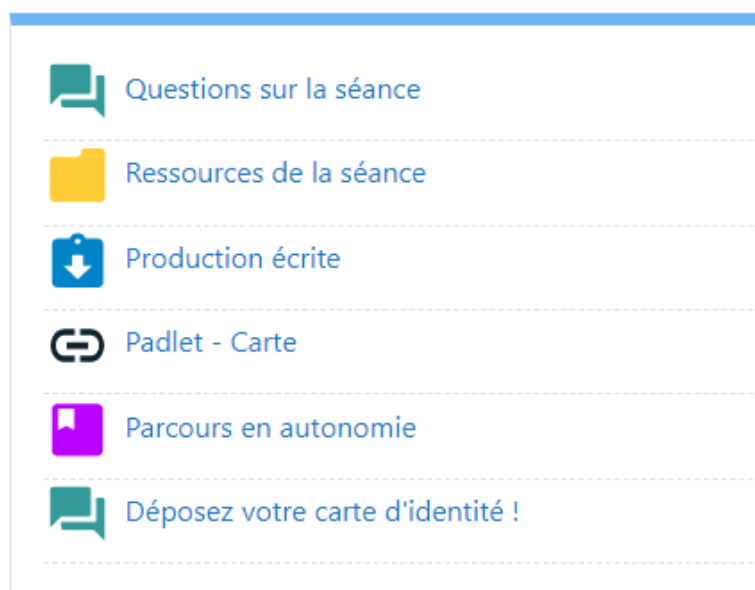 Questions sur la séance
Ressources de la séance
Production écrite
Padlet - Carte
Parcours en autonomie
Déposez votre carte d'identité !